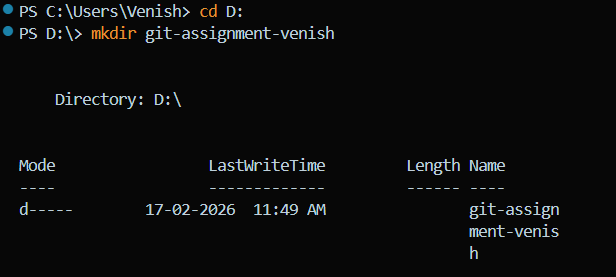 PS C:\Users\Venish> cd D:
PS D:\> mkdir git-assignment-venish
Directory: D:\
Mode LastWriteTime Length Name
---- ------------- ------ ----
d----- 17-02-2026 11:49 AM git-assign
ment-venis
h